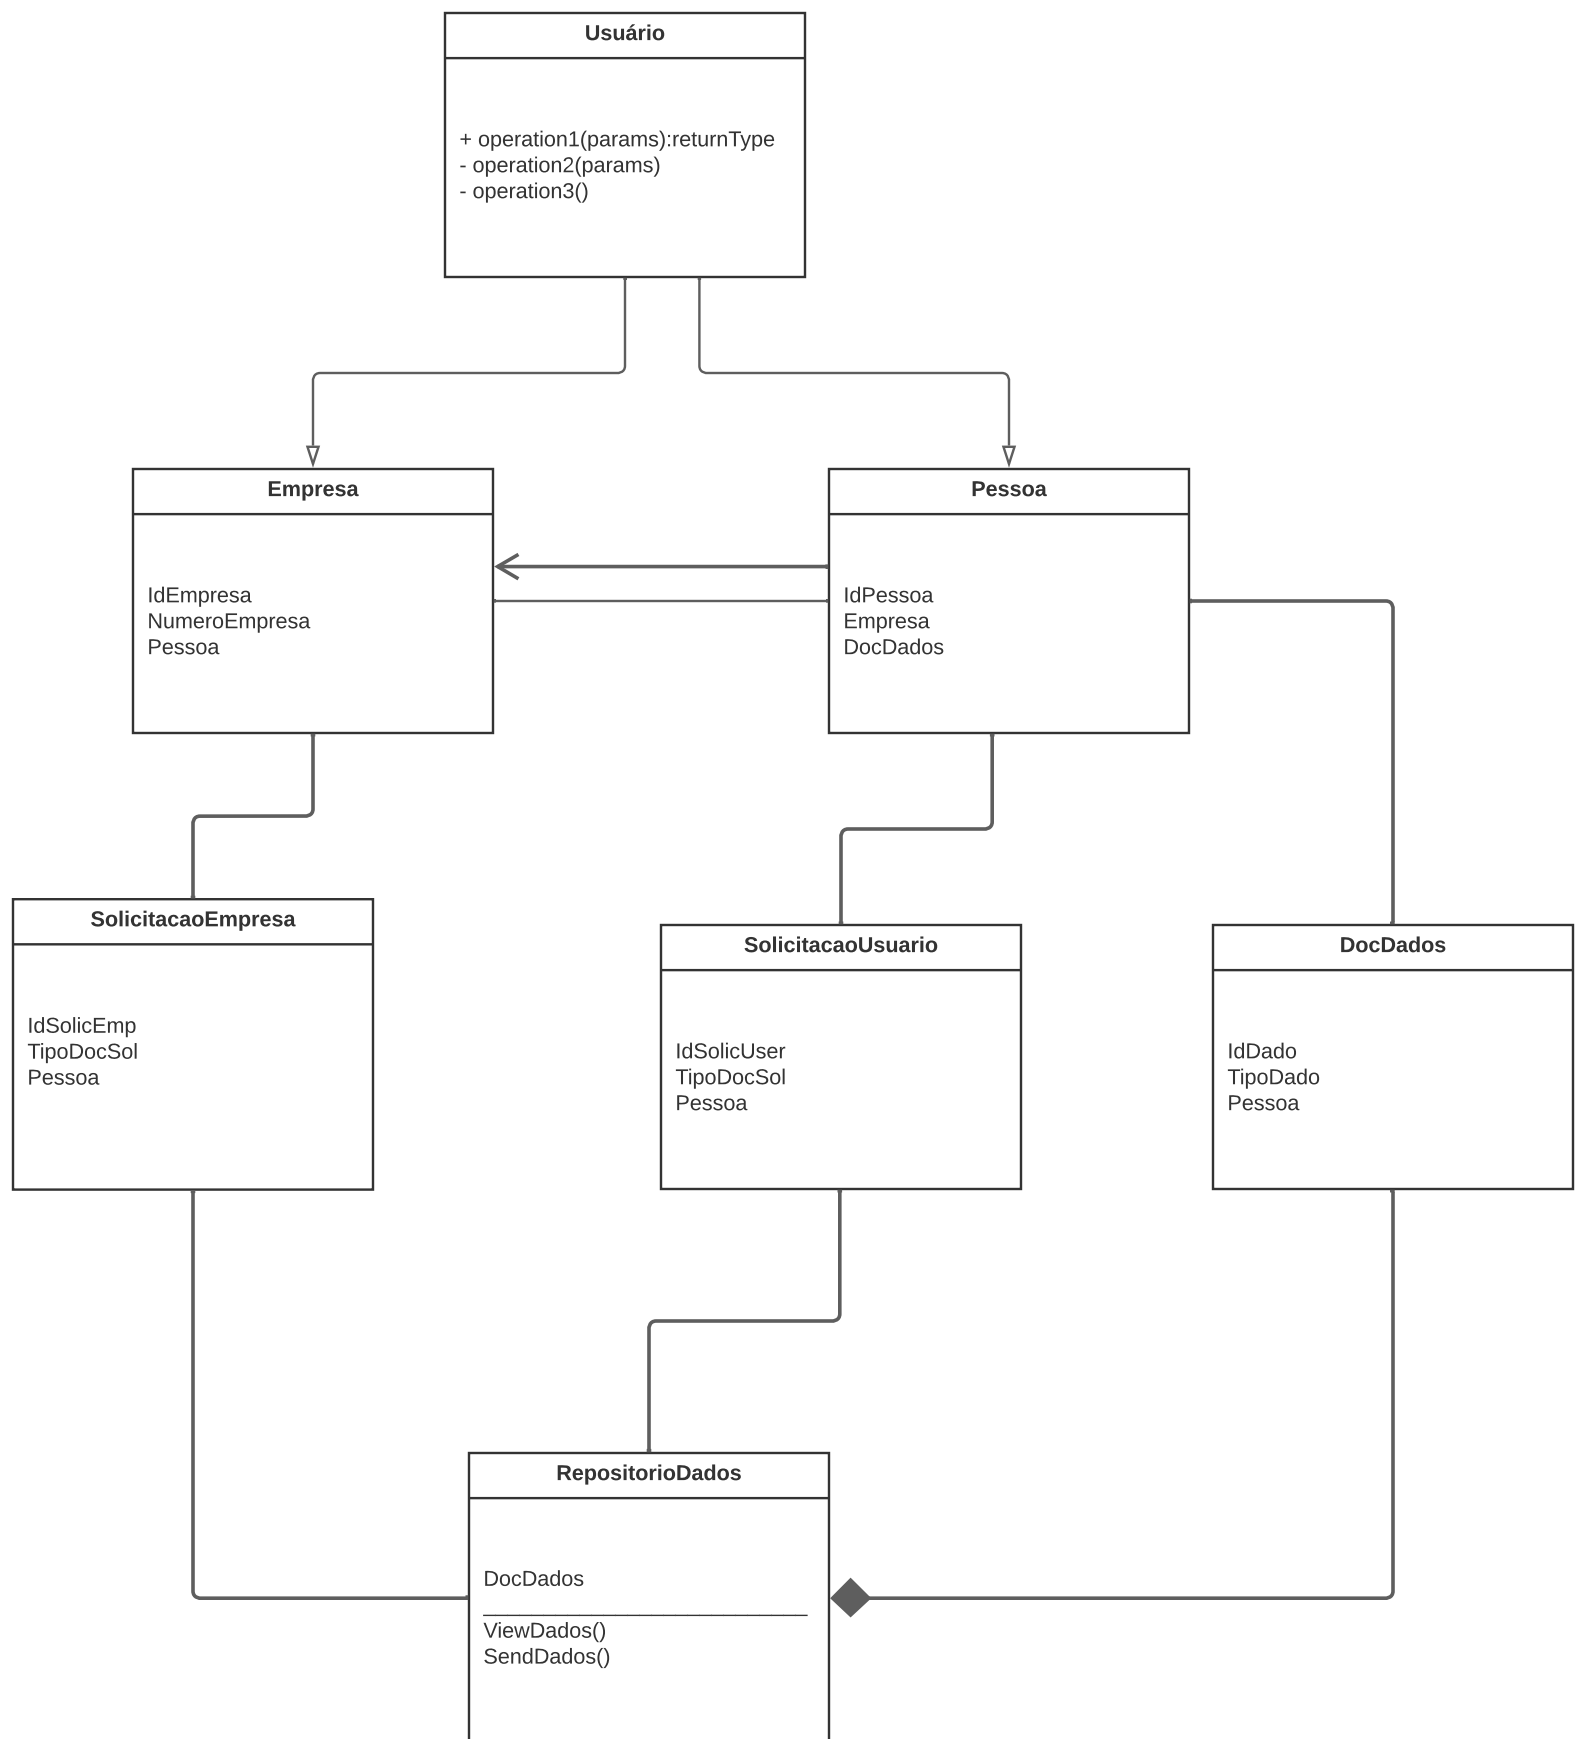 Usuário
+ operation1(params):returnType
- operation2(params)
- operation3()
Empresa
IdEmpresa
NumeroEmpresa
Pessoa
Pessoa
IdPessoa
Empresa
DocDados
SolicitacaoEmpresa
IdSolicEmp
TipoDocSol
Pessoa
SolicitacaoUsuario
IdSolicUser
TipoDocSol
Pessoa
DocDados
IdDado
TipoDado
Pessoa
RepositorioDados
DocDados
ViewDados()
SendDados()